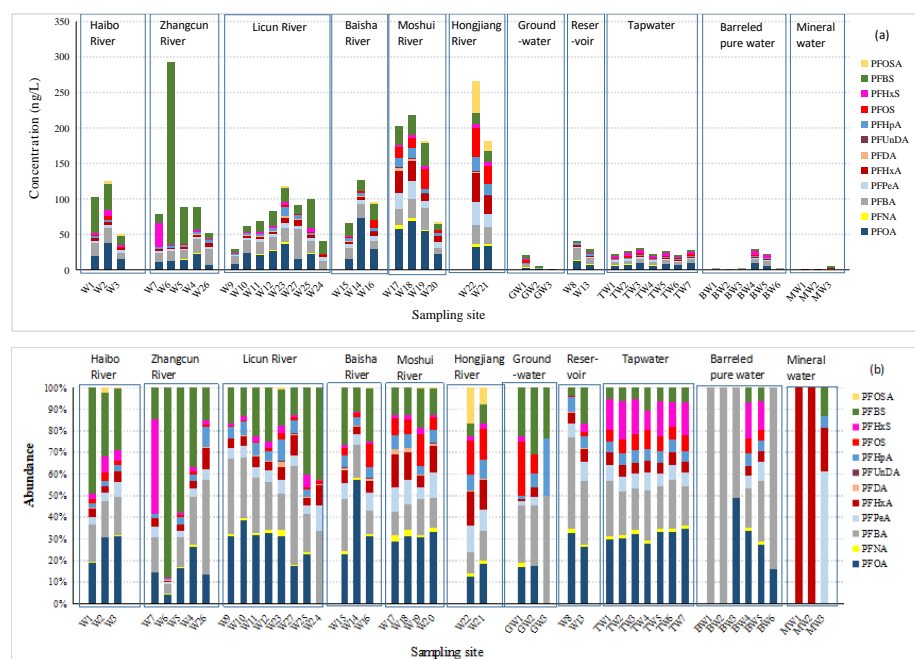 Haibo River
Zhangcun River
Licun River
Baisha River
Moshui River
Hongjiang River
Ground -water
Reser -voir
Tapwater
Barreled pure water
Mineral water
(a)
350
300
250
200
150
100
50
0
Concentration (ng/L)
PFOSA
PFBS
PFHxS
PFOS
PFHpA
PFUnDA
PFDA
PFHxA
PFPeA
PFBA
PFNA
PFOA
W1 W2 W3 W7 W6 W5 W4 W26 W9 W10 W11 W12 W23 W27 W25 W24 W15 W14 W16 W17 W18 W19 W20 W22 W21 GW1 GW2 GW3 W8 W13 TW1 TW2 TW3 TW4 TW5 TW6 TW7 BW1 BW2 BW3 BW4 BW5 BW6 MW1 MW2 MW3
Sampling site
Haibo River
Zhangcun River
Licun River
Baisha River
Moshui River
Hongjiang River
Ground -water
Reser- voir
Tapwater
Barreled pure water
Mineral water
(b)
100%
90%
80%
70%
60%
50%
40%
30%
20%
10%
0%
Abundance
PFOSA
PFBS
PFHxS
PFOS
PFHpA
PFUnDA
PFDA
PFHxA
PFPeA
PFBA
PFNA
PFOA
W1 W2 W3 W7 W6 W5 W4 W26 W9 W10 W11 W12 W23 W27 W25 W24 W15 W14 W16 W17 W18 W19 W20 W22 W21 GW1 GW2 GW3 W8 W13 TW1 TW2 TW3 TW4 TW5 TW6 TW7 BW1 BW2 BW3 BW4 BW5 BW6 MW1 MW2 MW3
Sampling site